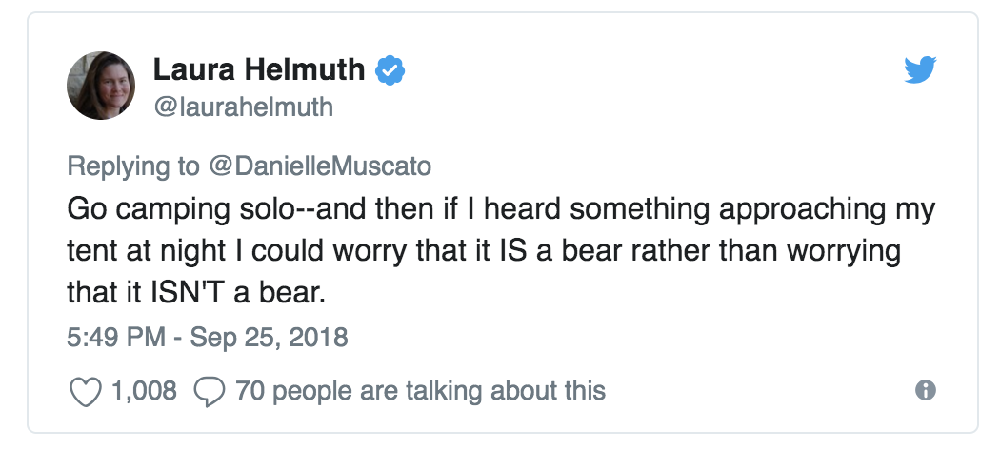 Laura Helmuth
@laurahelmuth
Replying to @DanielleMuscato
Go camping solo--and then if I heard something approaching my
tent at night I could worry that it IS a bear rather than worrying
that it ISN'T a bear.
5:49 PM - Sep 25, 2018
1,008 70 people are talking about this